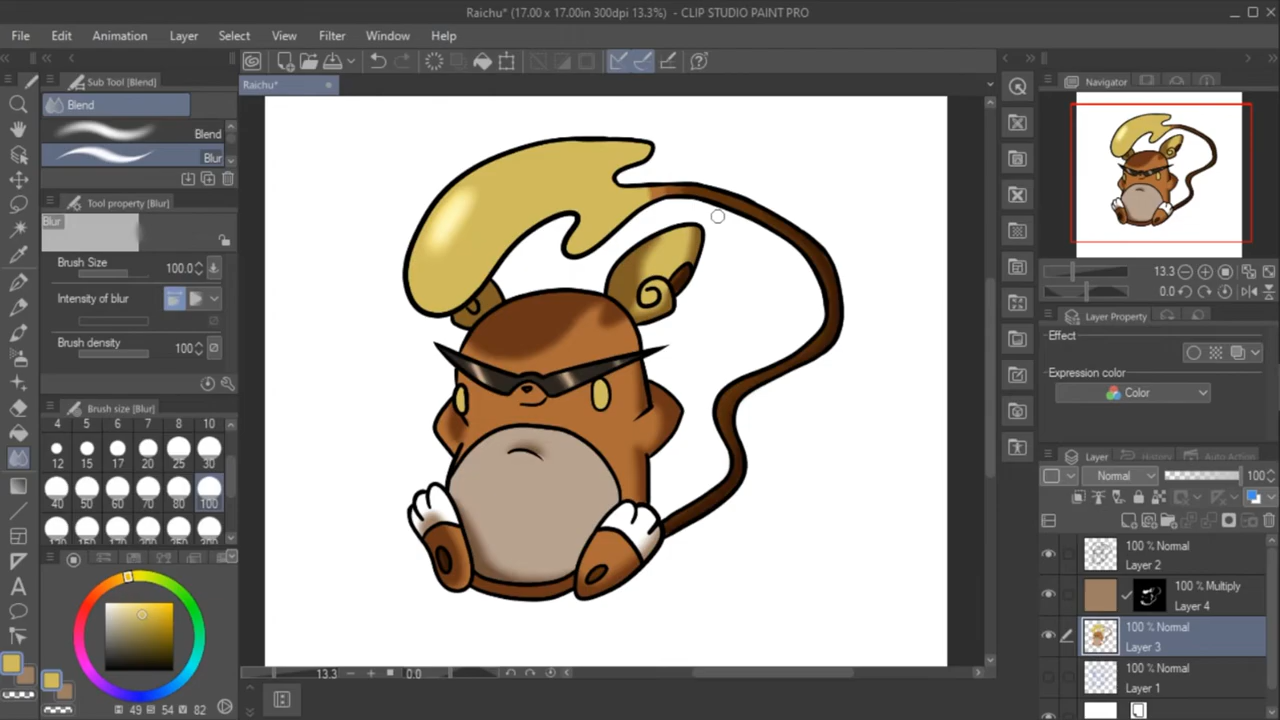 Raichu* (17.00 x 17.00in 300dpi 13.3%) - CLIP STUDIO PAINT PRO
File Edit Animation Layer Select View Filter Window Help
Sub Tool [Blend]
Blend
Blend
Blur
Tool property [Blur]
Blur
Brush Size 100.0
Intensity of blur
Brush density 100
Brush size [Blur]
4 5 6 7 8 10
12 15 17 20 25 30
40 50 60 70 80 100
H 49 S 54 V 82
Raichu*
13.3 0.0
Navigator
13.3
0.0
Layer Property
Effect
Expression color
Color
Layer History Auto Action
Normal 100
100 % Normal
Layer 2
100 % Multiply
Layer 4
100 % Normal
Layer 3
100 % Normal
Layer 1